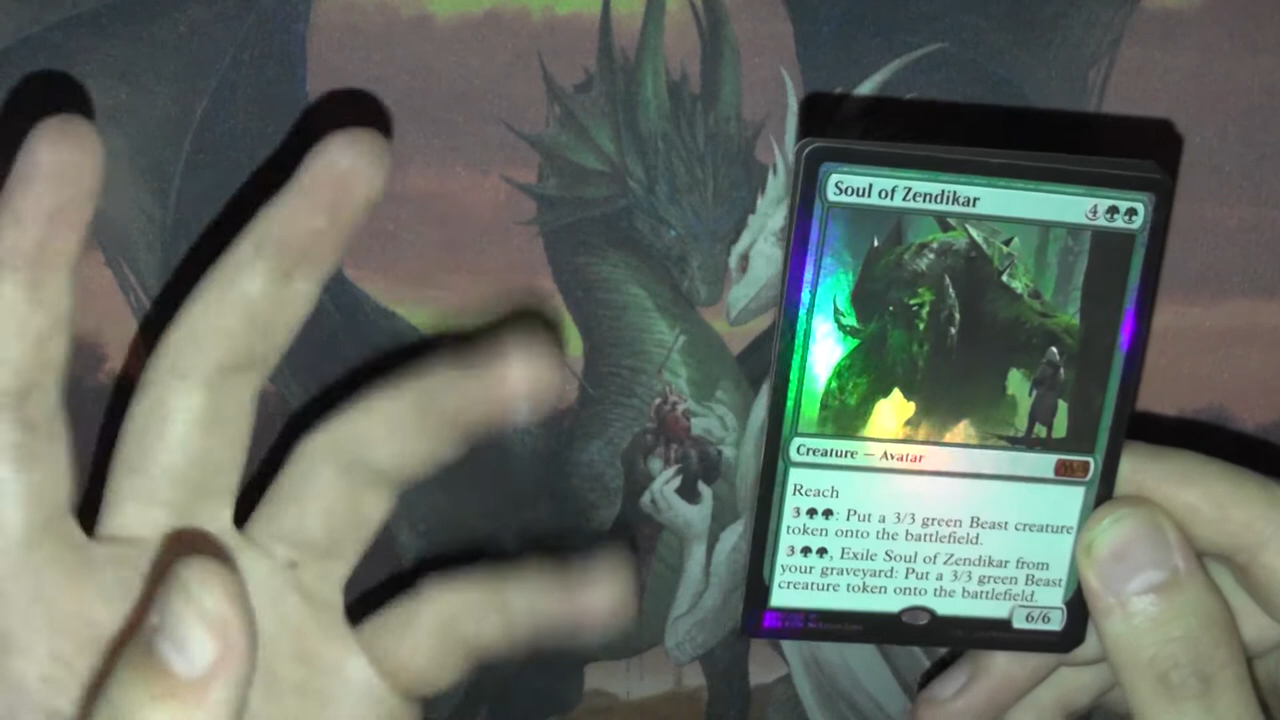 Soul of Zendikar
4
Creature — Avatar
Reach
3 : Put a 3/3 green Beast creature
token onto the battlefield.
3 , Exile Soul of Zendikar from
your graveyard: Put a 3/3 green Beast
creature token onto the battlefield.
6/6